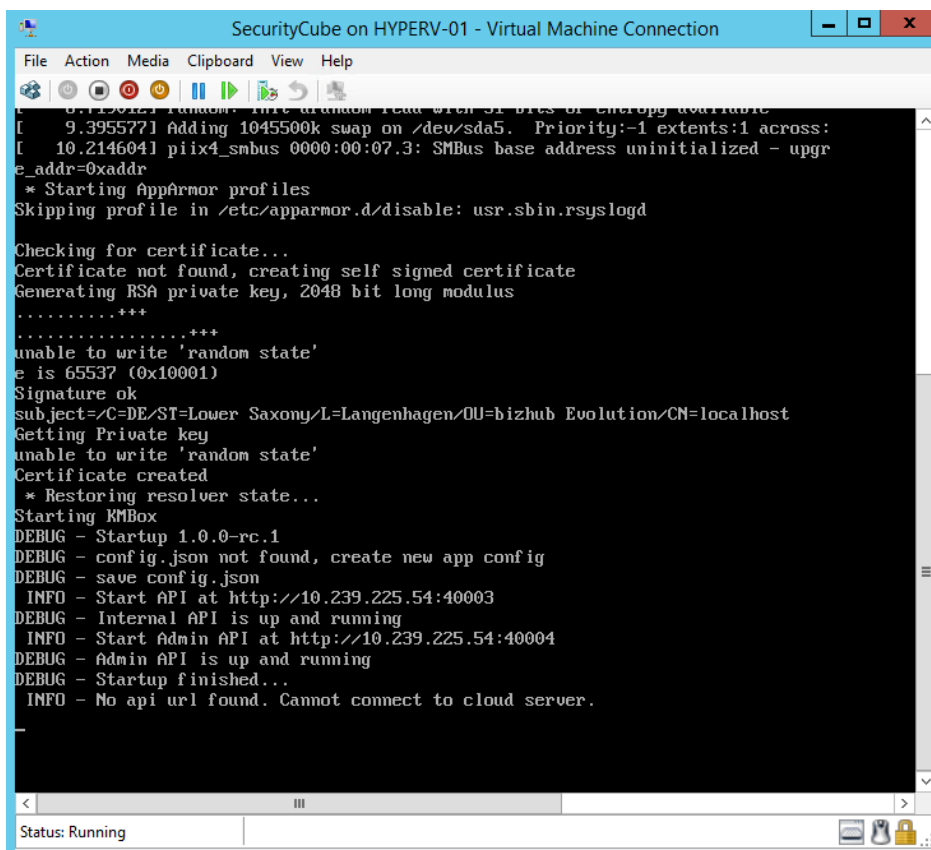 SecurityCube on HYPERV-01 - Virtual Machine Connection
File Action Media Clipboard View Help
[ 9.395577] Adding 1045500k swap on /dev/sda5. Priority:-1 extents:1 across:
[ 10.214604] piix4_smbus 0000:00:07.3: SMBus base address uninitialized - upgr
e_addr=0xaddr
* Starting AppArmor profiles
Skipping profile in /etc/apparmor.d/disable: usr.sbin.rsyslogd
Checking for certificate...
Certificate not found, creating self signed certificate
Generating RSA private key, 2048 bit long modulus
..........+++
.................+++
unable to write 'random state'
e is 65537 (0x10001)
Signature ok
subject=/C=DE/ST=Lower Saxony/L=Langenhagen/OU=bizhub Evolution/CN=localhost
Getting Private key
unable to write 'random state'
Certificate created
* Restoring resolver state...
Starting KMBox
DEBUG - Startup 1.0.0-rc.1
DEBUG - config.json not found, create new app config
DEBUG - save config.json
INFO - Start API at http://10.239.225.54:40003
DEBUG - Internal API is up and running
INFO - Start Admin API at http://10.239.225.54:40004
DEBUG - Admin API is up and running
DEBUG - Startup finished...
INFO - No api url found. Cannot connect to cloud server.
Status: Running